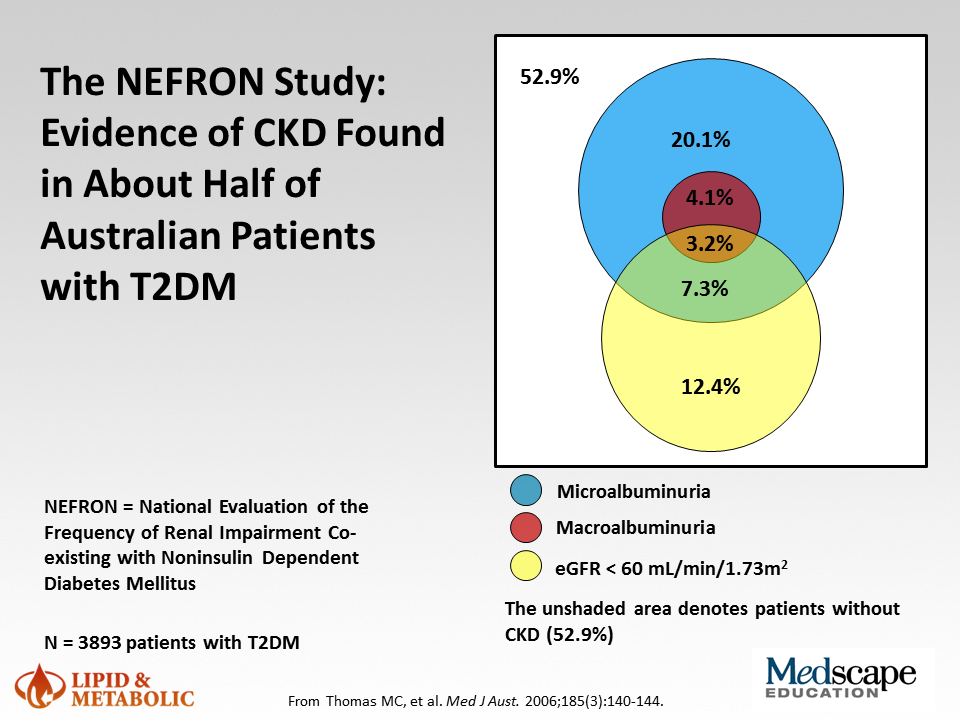 The NEFRON Study:
Evidence of CKD Found
in About Half of
Australian Patients
with T2DM
52.9%
20.1%
4.1%
3.2%
7.3%
12.4%
Microalbuminuria
Macroalbuminuria
eGFR < 60 mL/min/1.73m²
The unshaded area denotes patients without
CKD (52.9%)
NEFRON = National Evaluation of the
Frequency of Renal Impairment Co-
existing with Noninsulin Dependent
Diabetes Mellitus
N = 3893 patients with T2DM
LIPID &
METABOLIC
From Thomas MC, et al. Med J Aust. 2006;185(3):140-144.
Medscape
EDUCATION